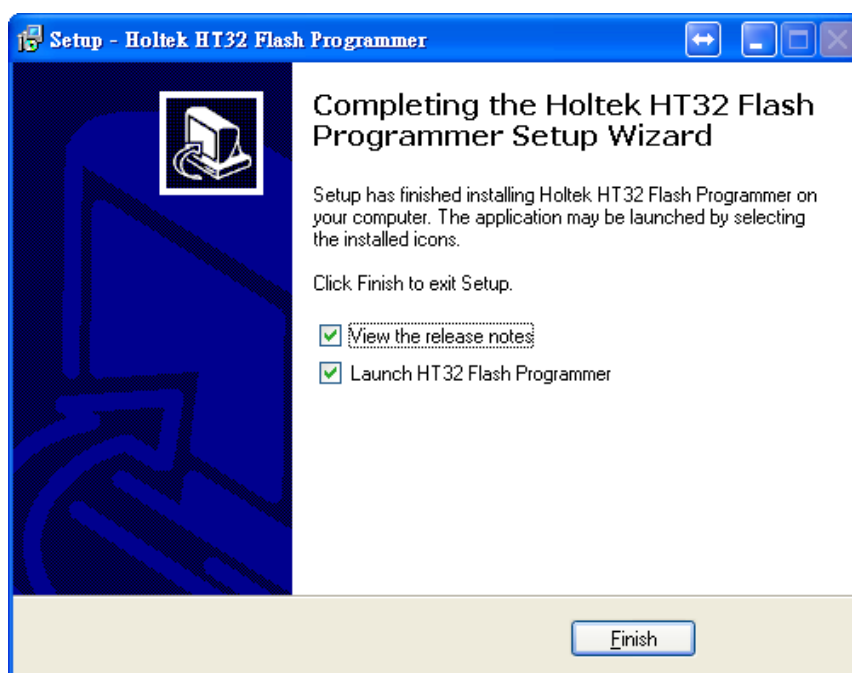 Setup - Holtek HT32 Flash Programmer
Completing the Holtek HT32 Flash
Programmer Setup Wizard
Setup has finished installing Holtek HT32 Flash Programmer on
your computer. The application may be launched by selecting
the installed icons.
Click Finish to exit Setup.
View the release notes
Launch HT32 Flash Programmer
Finish